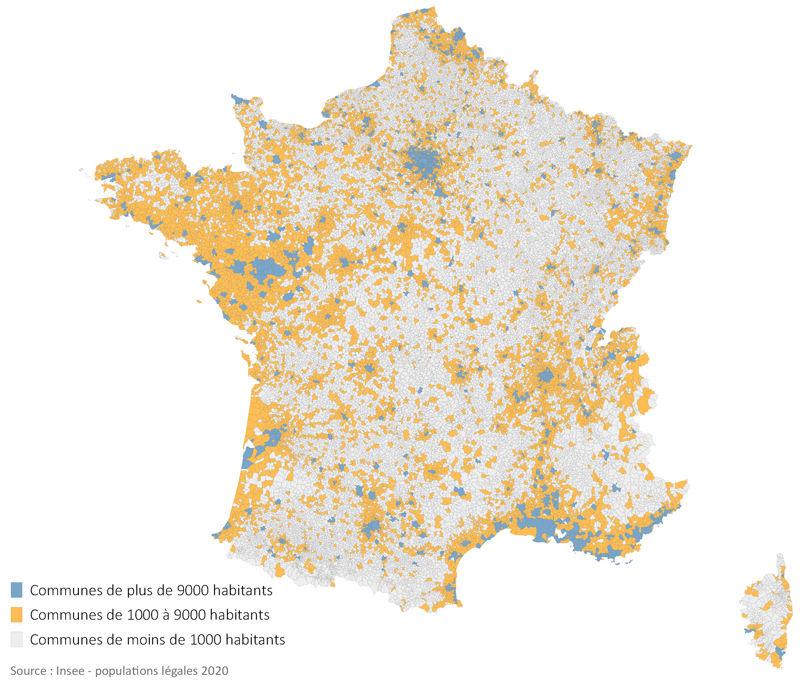 Communes de plus de 9000 habitants
Communes de 1000 à 9000 habitants
Communes de moins de 1000 habitants
Source : Insee - populations légales 2020